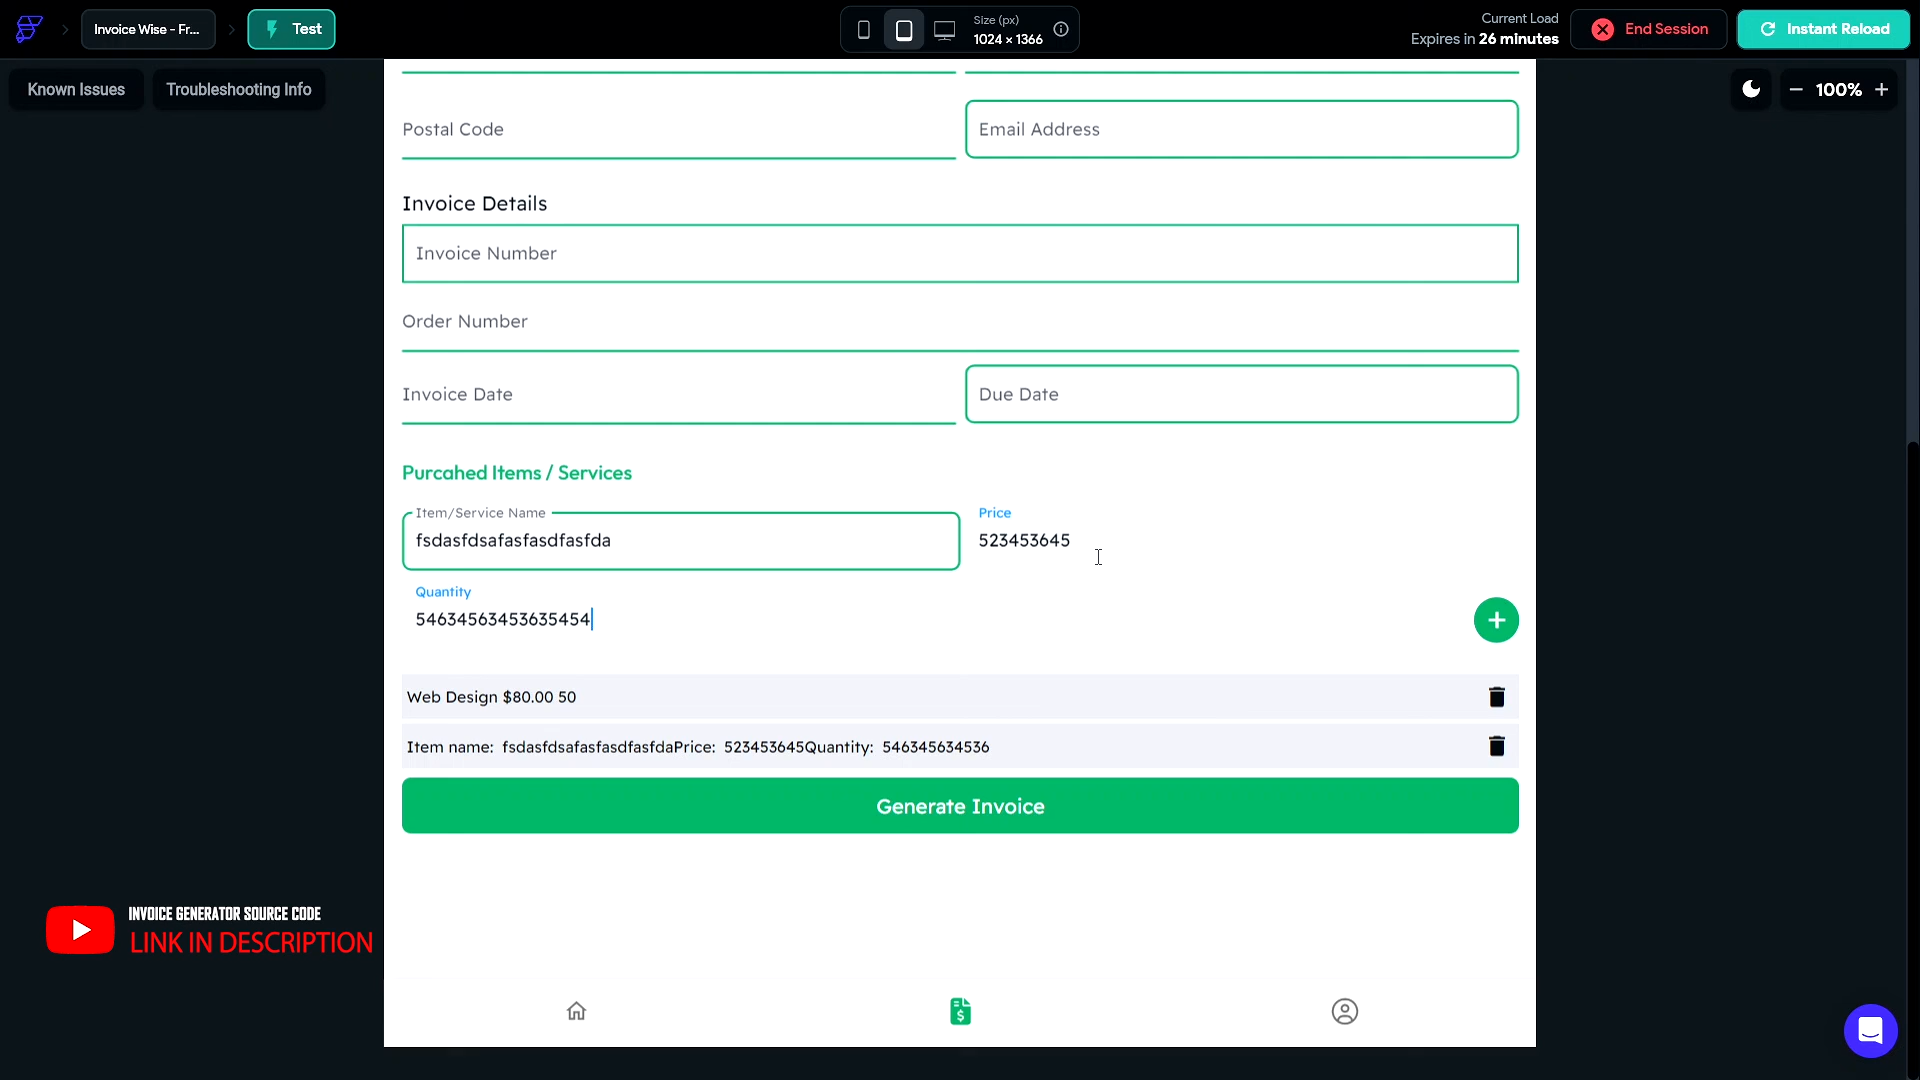 Invoice Wise - Fr...
Test
Size (px)
1024 × 1366
Current Load
Expires in 26 minutes
End Session
Instant Reload
Known Issues
Troubleshooting Info
100%
Postal Code
Email Address
Invoice Details
Invoice Number
Order Number
Invoice Date
Due Date
Purcahed Items / Services
Item/Service Name
fsdasfdsafasfasdfasfda
Price
523453645
Quantity
54634563453635454
Web Design $80.00 50
Item name: fsdasfdsafasfasdfasfdaPrice: 523453645Quantity: 546345634536
Generate Invoice
INVOICE GENERATOR SOURCE CODE
LINK IN DESCRIPTION